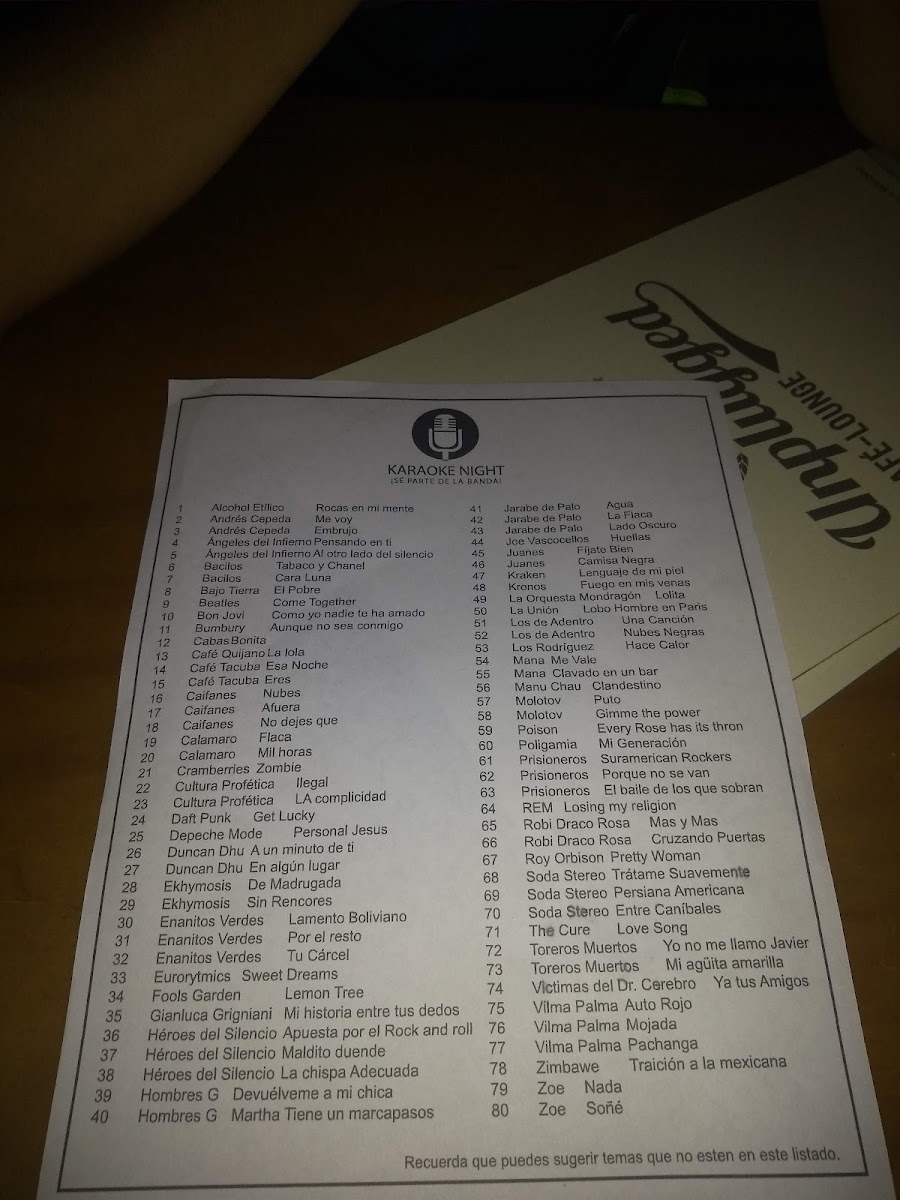 Unplugged
FÉ-LOUNGE
KARAOKE NIGHT
¡SÉ PARTE DE LA BANDA!
1 Alcohol Etílico Rocas en mi mente
2 Andrés Cepeda Me voy
3 Andrés Cepeda Embrujo
4 Ángeles del Infierno Pensando en ti
5 Ángeles del Infierno Al otro lado del silencio
6 Bacilos Tabaco y Chanel
7 Bacilos Cara Luna
8 Bajo Tierra El Pobre
9 Beatles Come Together
10 Bon Jovi Como yo nadie te ha amado
11 Bumbury Aunque no sea conmigo
12 Cabas Bonita
13 Café Quijano La lola
14 Café Tacuba Esa Noche
15 Café Tacuba Eres
16 Caifanes Nubes
17 Caifanes Afuera
18 Caifanes No dejes que
19 Calamaro Flaca
20 Calamaro Mil horas
21 Cramberries Zombie
22 Cultura Profética Ilegal
23 Cultura Profética LA complicidad
24 Daft Punk Get Lucky
25 Depeche Mode Personal Jesus
26 Duncan Dhu A un minuto de ti
27 Duncan Dhu En algún lugar
28 Ekhymosis De Madrugada
29 Ekhymosis Sin Rencores
30 Enanitos Verdes Lamento Boliviano
31 Enanitos Verdes Por el resto
32 Enanitos Verdes Tu Cárcel
33 Eurorytmics Sweet Dreams
34 Fools Garden Lemon Tree
35 Gianluca Grigniani Mi historia entre tus dedos
36 Héroes del Silencio Apuesta por el Rock and roll
37 Héroes del Silencio Maldito duende
38 Héroes del Silencio La chispa Adecuada
39 Hombres G Devuélveme a mi chica
40 Hombres G Martha Tiene un marcapasos
41 Jarabe de Palo Agua
42 Jarabe de Palo La Flaca
43 Jarabe de Palo Lado Oscuro
44 Joe Vascocellos Huellas
45 Juanes Fíjate Bien
46 Juanes Camisa Negra
47 Kraken Lenguaje de mi piel
48 Kronos Fuego en mis venas
49 La Orquesta Mondragón Lolita
50 La Unión Lobo Hombre en Paris
51 Los de Adentro Una Canción
52 Los de Adentro Nubes Negras
53 Los Rodriguez Hace Calor
54 Mana Me Vale
55 Mana Clavado en un bar
56 Manu Chau Clandestino
57 Molotov Puto
58 Molotov Gimme the power
59 Poison Every Rose has its thron
60 Poligamia Mi Generación
61 Prisioneros Suramerican Rockers
62 Prisioneros Porque no se van
63 Prisioneros El baile de los que sobran
64 REM Losing my religion
65 Robi Draco Rosa Mas y Mas
66 Robi Draco Rosa Cruzando Puertas
67 Roy Orbison Pretty Woman
68 Soda Stereo Trátame Suavemente
69 Soda Stereo Persiana Americana
70 Soda Stereo Entre Caníbales
71 The Cure Love Song
72 Toreros Muertos Yo no me llamo Javier
73 Toreros Muertos Mi agüita amarilla
74 Victimas del Dr. Cerebro Ya tus Amigos
75 Vilma Palma Auto Rojo
76 Vilma Palma Mojada
77 Vilma Palma Pachanga
78 Zimbawe Traición a la mexicana
79 Zoe Nada
80 Zoe Soñé
Recuerda que puedes sugerir temas que no esten en este listado.